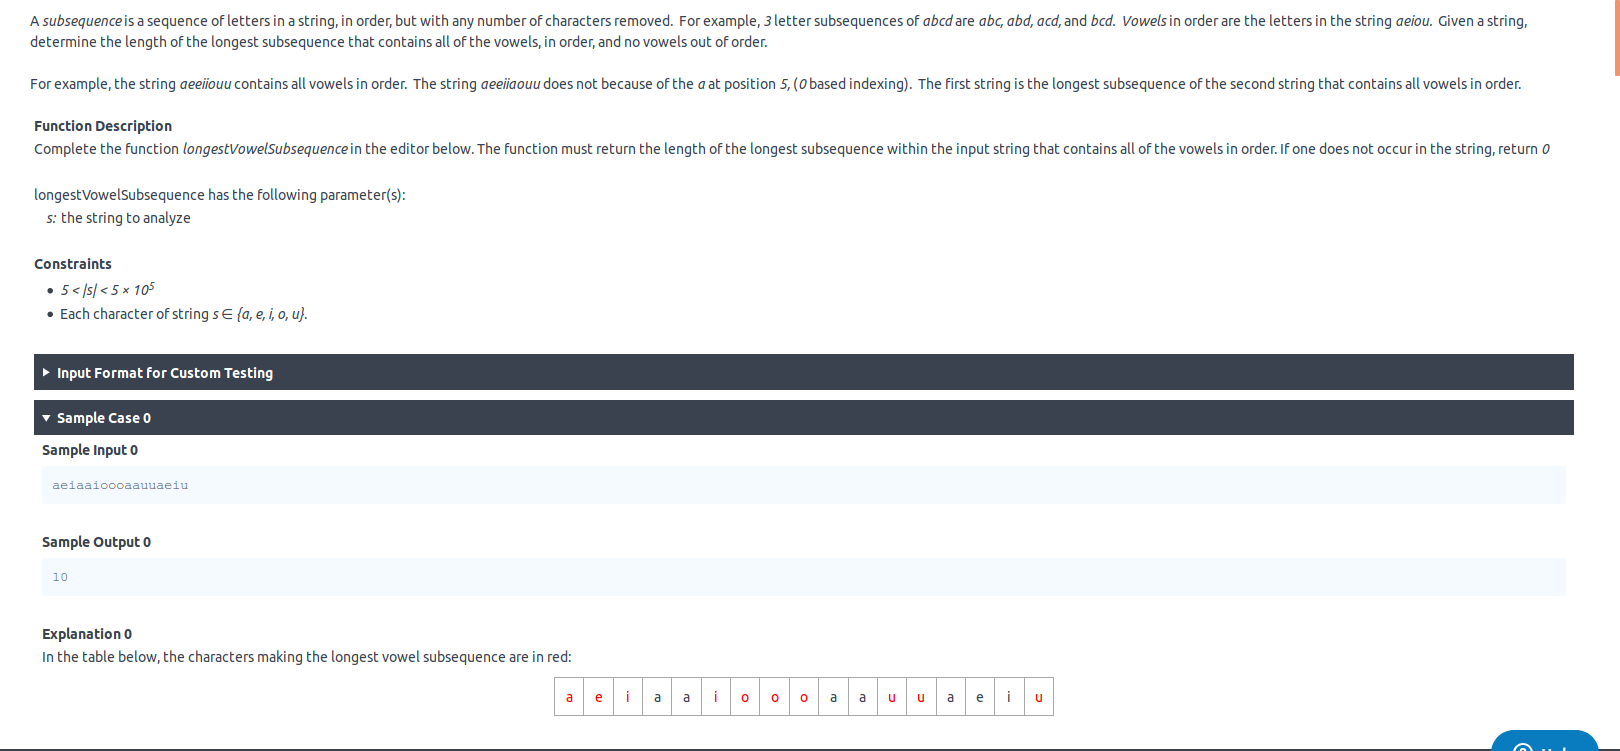 A subsequence is a sequence of letters in a string, in order, but with any number of characters removed. For example, 3 letter subsequences of abcd are abc, abd, acd, and bcd. Vowels in order are the letters in the string aeiou. Given a string,
determine the length of the longest subsequence that contains all of the vowels, in order, and no vowels out of order.
For example, the string aeeiiouu contains all vowels in order. The string aeeiiaouu does not because of the a at position 5, (0 based indexing). The first string is the longest subsequence of the second string that contains all vowels in order.
Function Description
Complete the function longestVowelSubsequence in the editor below. The function must return the length of the longest subsequence within the input string that contains all of the vowels in order. If one does not occur in the string, return 0
longestVowelSubsequence has the following parameter(s):
s: the string to analyze
Constraints
• 5 < |s| < 5 × 10⁵
• Each character of string s ∈ {a, e, i, o, u}.
▶ Input Format for Custom Testing
▼ Sample Case 0
Sample Input 0
aeiaaioooaauuaeiu
Sample Output 0
10
Explanation 0
In the table below, the characters making the longest vowel subsequence are in red:
a e i a a i o o o a a u u a e i u